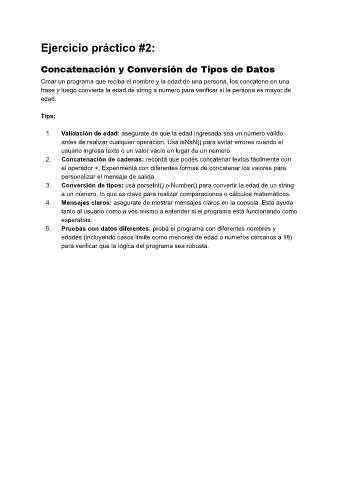 Ejercicio práctico #2:
Concatenación y Conversión de Tipos de Datos
Crear un programa que reciba el nombre y la edad de una persona, los concatene en una
frase y luego convierta la edad de string a número para verificar si la persona es mayor de
edad.
Tips:
1. Validación de edad: asegurate de que la edad ingresada sea un número válido
antes de realizar cualquier operación. Usá isNaN() para evitar errores cuando el
usuario ingresa texto o un valor vacío en lugar de un número.
2. Concatenación de cadenas: recordá que podés concatenar textos fácilmente con
el operador +. Experimentá con diferentes formas de concatenar los valores para
personalizar el mensaje de salida.
3. Conversión de tipos: usá parseInt() o Number() para convertir la edad de un string
a un número, lo que es clave para realizar comparaciones o cálculos matemáticos.
4. Mensajes claros: asegurate de mostrar mensajes claros en la consola. Esto ayuda
tanto al usuario como a vos mismo a entender si el programa está funcionando como
esperabas.
5. Pruebas con datos diferentes: probá el programa con diferentes nombres y
edades (incluyendo casos límite como menores de edad o números cercanos a 18)
para verificar que la lógica del programa sea robusta.